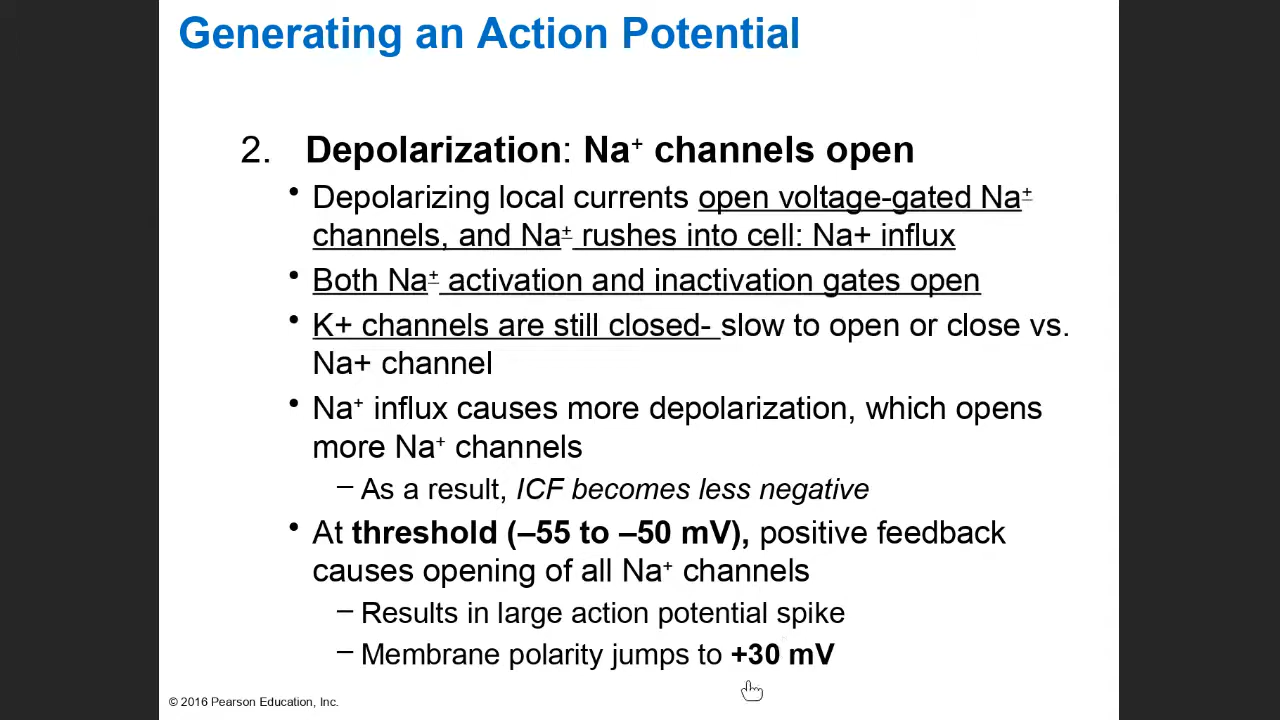 Generating an Action Potential
2. Depolarization: Na⁺ channels open
• Depolarizing local currents open voltage-gated Na⁺
channels, and Na⁺ rushes into cell: Na+ influx
• Both Na⁺ activation and inactivation gates open
• K+ channels are still closed- slow to open or close vs.
Na+ channel
• Na⁺ influx causes more depolarization, which opens
more Na⁺ channels
– As a result, ICF becomes less negative
• At threshold (–55 to –50 mV), positive feedback
causes opening of all Na⁺ channels
– Results in large action potential spike
– Membrane polarity jumps to +30 mV
© 2016 Pearson Education, Inc.